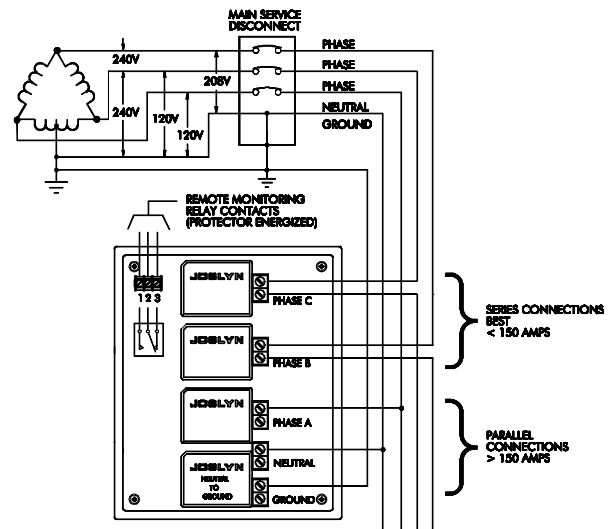 MAIN SERVICE
DISCONNECT
PHASE
240V
PHASE
208V
PHASE
240V
120V
NEUTRAL
120V
GROUND
REMOTE MONITORING
RELAY CONTACTS
(PROTECTOR ENERGIZED)
JOSLYN
1 2 3
PHASE C
SERIES CONNECTIONS
BEST
< 150 AMPS
JOSLYN
PHASE B
JOSLYN
PHASE A
PARALLEL
CONNECTIONS
> 150 AMPS
NEUTRAL
JOSLYN
NEUTRAL
TO
GROUND
GROUND